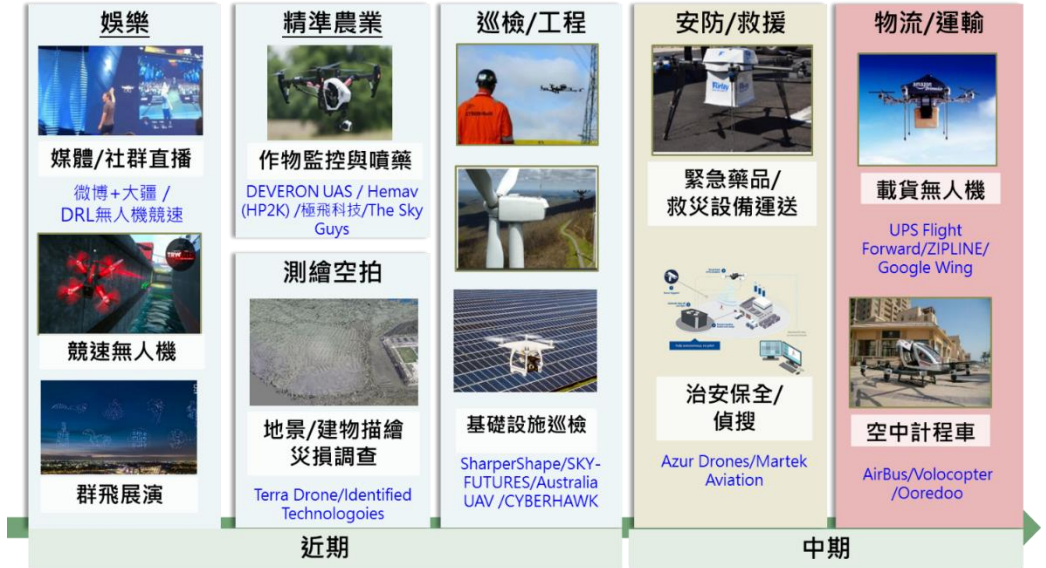 娛樂
媒體/社群直播
微博+大疆 /
DRL無人機競速
競速無人機
群飛展演
精準農業
作物監控與噴藥
DEVERON UAS / Hemav
(HP2K) /極飛科技/The Sky
Guys
測繪空拍
地景/建物描繪
災損調查
Terra Drone/Identified
Technologoies
巡檢/工程
基礎設施巡檢
SharperShape/SKY-
FUTURES/Australia
UAV /CYBERHAWK
安防/救援
緊急藥品/
救災設備運送
治安保全/
偵搜
Azur Drones/Martek
Aviation
物流/運輸
載貨無人機
UPS Flight
Forward/ZIPLINE/
Google Wing
空中計程車
AirBus/Volocopter
/Ooredoo
近期
中期